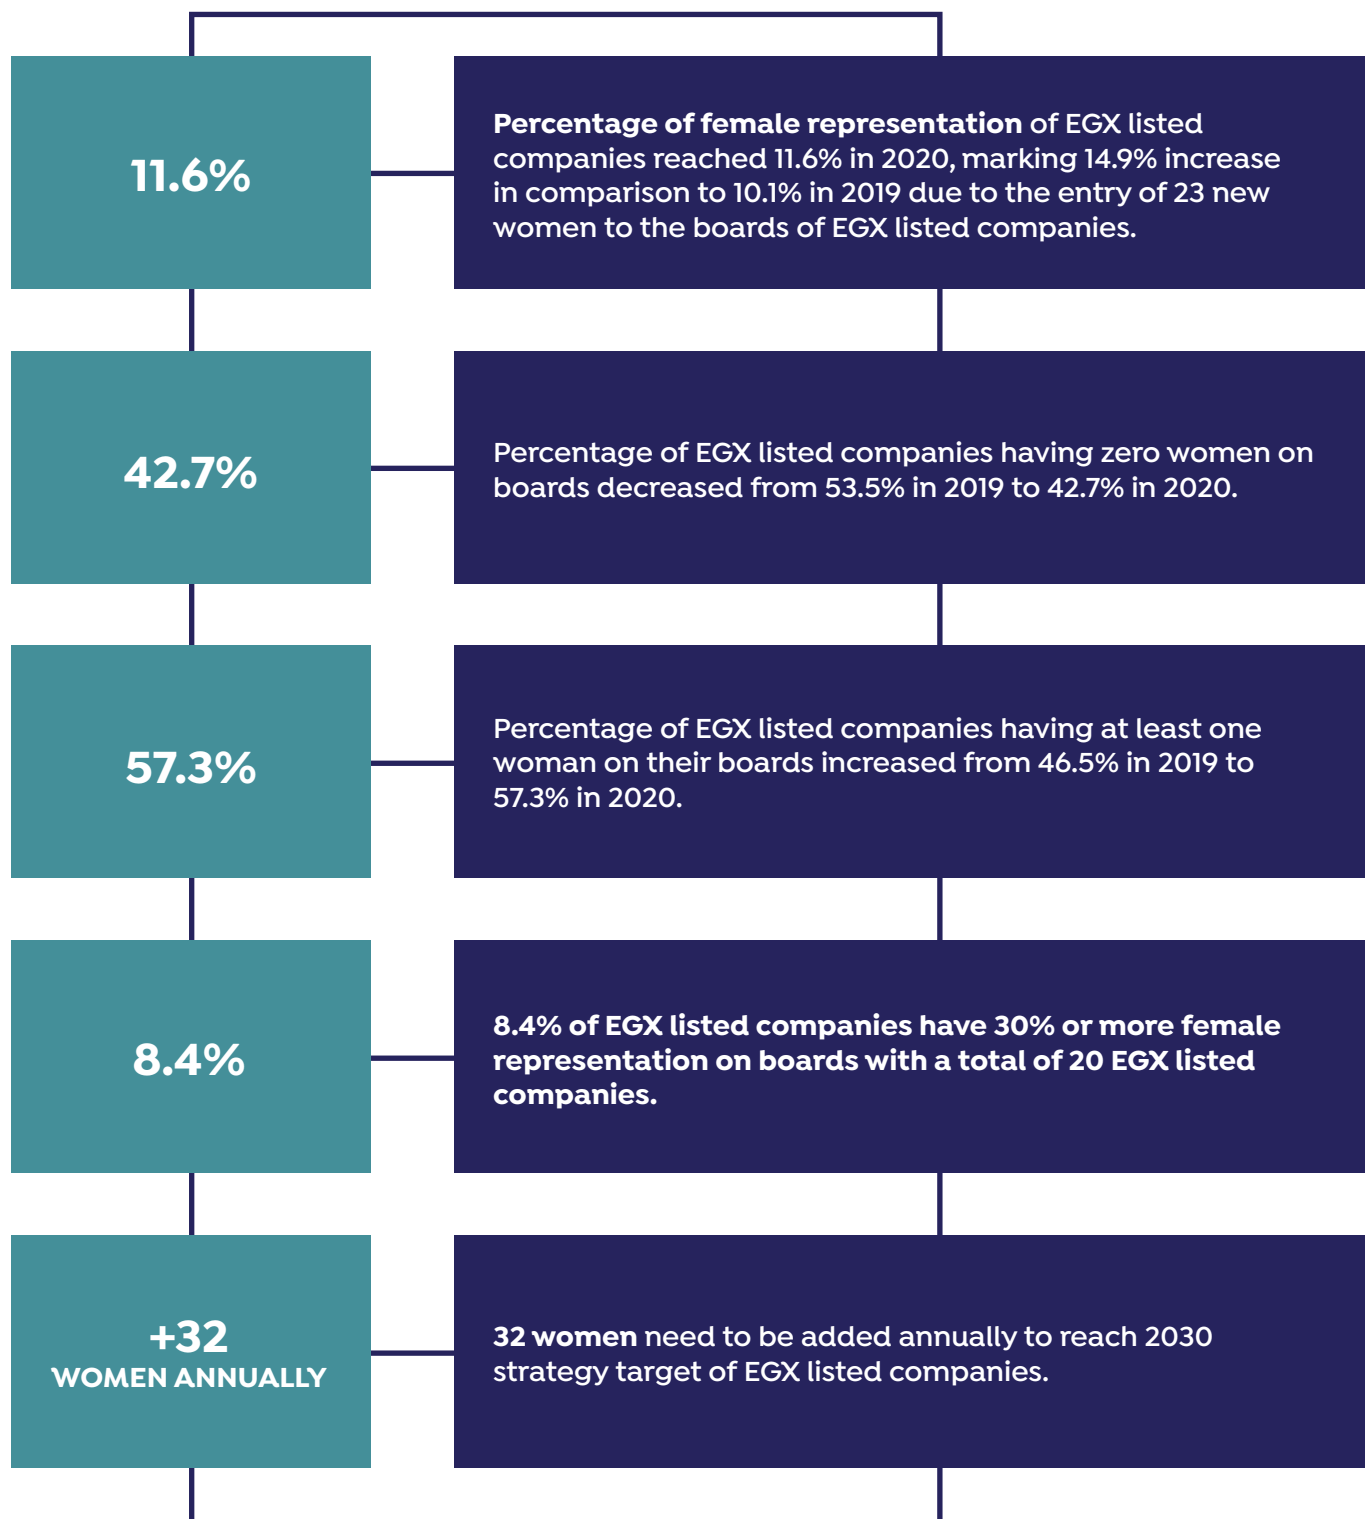 11.6%
Percentage of female representation of EGX listed
companies reached 11.6% in 2020, marking 14.9% increase
in comparison to 10.1% in 2019 due to the entry of 23 new
women to the boards of EGX listed companies.
42.7%
Percentage of EGX listed companies having zero women on
boards decreased from 53.5% in 2019 to 42.7% in 2020.
57.3%
Percentage of EGX listed companies having at least one
woman on their boards increased from 46.5% in 2019 to
57.3% in 2020.
8.4%
8.4% of EGX listed companies have 30% or more female
representation on boards with a total of 20 EGX listed
companies.
+32
WOMEN ANNUALLY
32 women need to be added annually to reach 2030
strategy target of EGX listed companies.